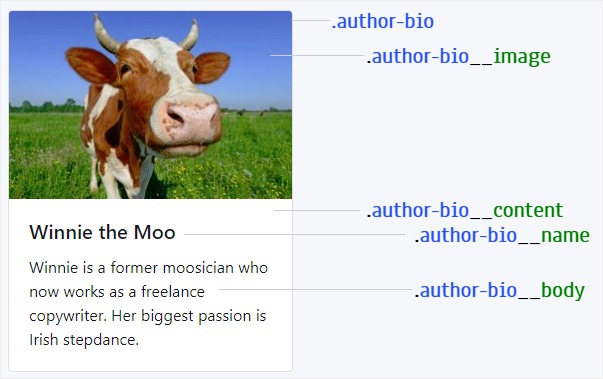 .author-bio
.author-bio__image
.author-bio__content
Winnie the Moo
.author-bio__name
Winnie is a former moosician who
now works as a freelance
.author-bio__body
copywriter. Her biggest passion is
Irish stepdance.